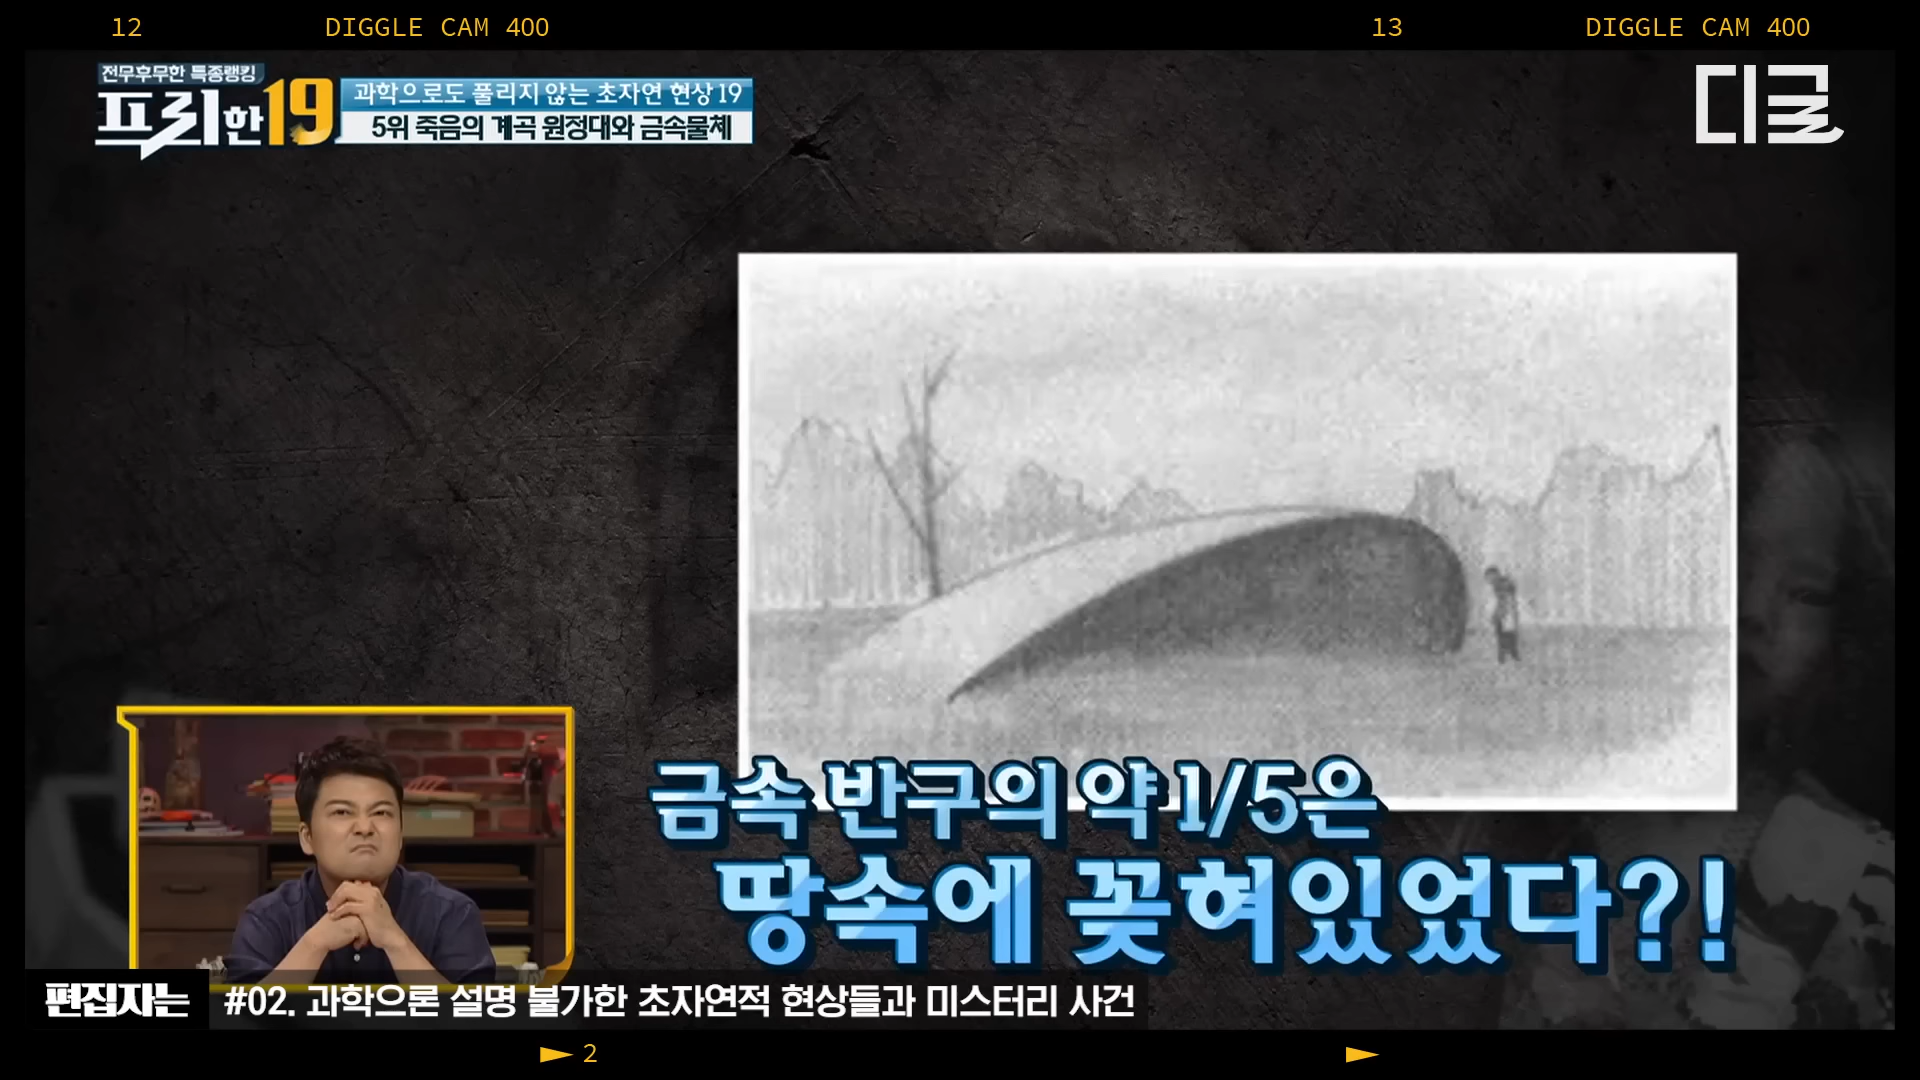 12 DIGGLE CAM 400 13 DIGGLE CAM 400
전무후무한 특종랭킹
프리한19
과학으로도 풀리지 않는 초자연 현상 19
5위 죽음의 계곡 원정대와 금속물체
디글
금속 반구의 약 1/5은
땅속에 꽂혀있었다?!
편집자는 #02. 과학으론 설명 불가한 초자연적 현상들과 미스터리 사건
2